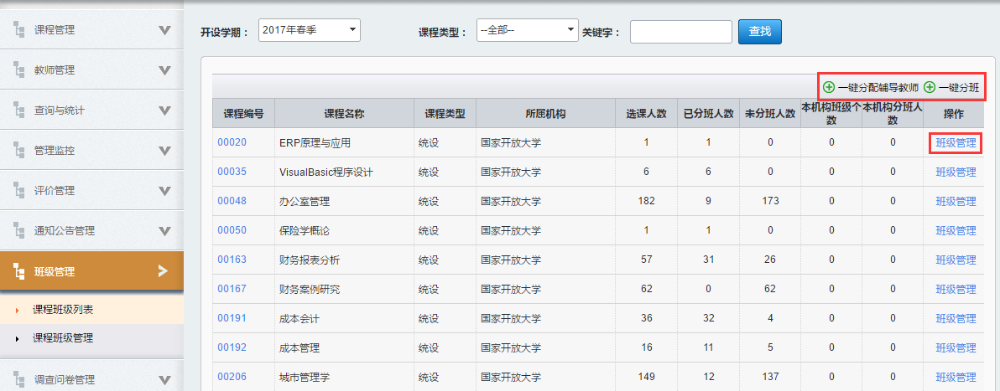 课程管理
教师管理
查询与统计
管理监控
评价管理
通知公告管理
班级管理
课程班级列表
课程班级管理
调查问卷管理
开设学期： 2017年春季 课程类型： --全部-- 关键字： 查找
一键分配辅导教师 一键分班
课程编号 课程名称 课程类型 所属机构 选课人数 已分班人数 未分班人数 本机构班级个数 本机构分班人数 操作
00020 ERP原理与应用 统设 国家开放大学 1 1 0 0 0 班级管理
00035 VisualBasic程序设计 统设 国家开放大学 6 6 0 0 0 班级管理
00048 办公室管理 统设 国家开放大学 182 9 173 0 0 班级管理
00050 保险学概论 统设 国家开放大学 1 1 0 0 0 班级管理
00163 财务报表分析 统设 国家开放大学 57 31 26 0 0 班级管理
00167 财务案例研究 统设 国家开放大学 62 0 62 0 0 班级管理
00191 成本会计 统设 国家开放大学 36 32 4 0 0 班级管理
00192 成本管理 统设 国家开放大学 16 11 5 0 0 班级管理
00206 城市管理学 统设 国家开放大学 149 12 137 0 0 班级管理